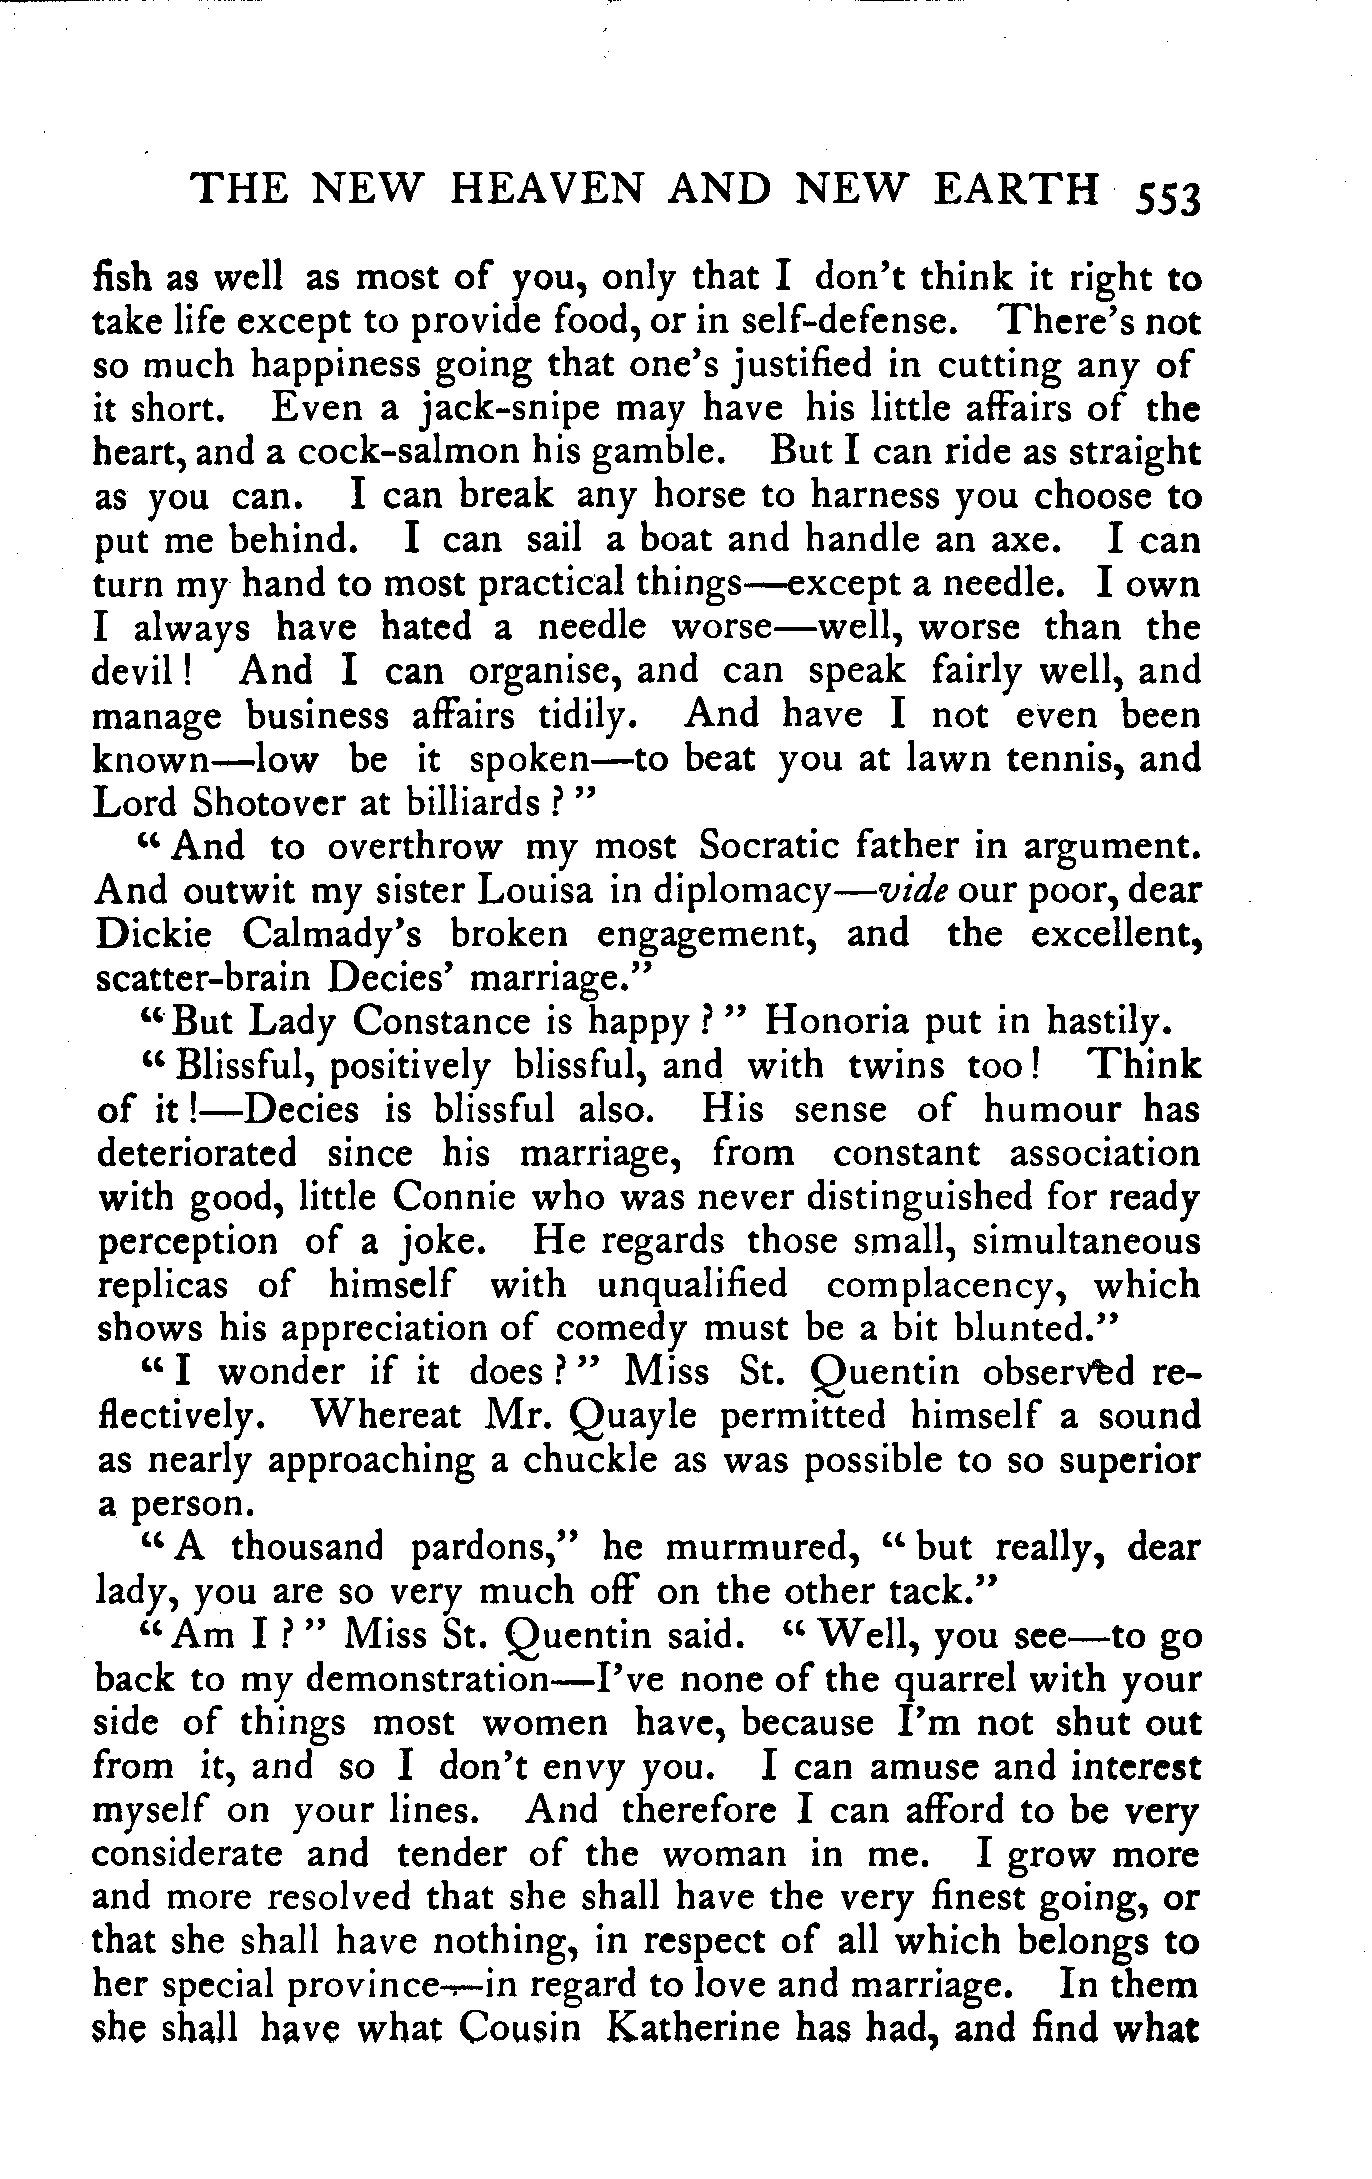 THE NEW HEAVEN AND NEW EARTH 553
fish as well as most of you, only that I don't think it right to
take life except to provide food, or in self-defense. There's not
so much happiness going that one's justified in cutting any of
it short. Even a jack-snipe may have his little affairs of the
heart, and a cock-salmon his gamble. But I can ride as straight
as you can. I can break any horse to harness you choose to
put me behind. I can sail a boat and handle an axe. I can
turn my hand to most practical things—except a needle. I own
I always have hated a needle worse—well, worse than the
devil! And I can organise, and can speak fairly well, and
manage business affairs tidily. And have I not even been
known—low be it spoken—to beat you at lawn tennis, and
Lord Shotover at billiards?"
"And to overthrow my most Socratic father in argument.
And outwit my sister Louisa in diplomacy—vide our poor, dear
Dickie Calmady's broken engagement, and the excellent,
scatter-brain Decies' marriage."
"But Lady Constance is happy?" Honoria put in hastily.
"Blissful, positively blissful, and with twins too! Think
of it!—Decies is blissful also. His sense of humour has
deteriorated since his marriage, from constant association
with good, little Connie who was never distinguished for ready
perception of a joke. He regards those small, simultaneous
replicas of himself with unqualified complacency, which
shows his appreciation of comedy must be a bit blunted."
"I wonder if it does?" Miss St. Quentin observed re-
flectively. Whereat Mr. Quayle permitted himself a sound
as nearly approaching a chuckle as was possible to so superior
a person.
"A thousand pardons," he murmured, "but really, dear
lady, you are so very much off on the other tack."
"Am I?" Miss St. Quentin said. "Well, you see—to go
back to my demonstration—I've none of the quarrel with your
side of things most women have, because I'm not shut out
from it, and so I don't envy you. I can amuse and interest
myself on your lines. And therefore I can afford to be very
considerate and tender of the woman in me. I grow more
and more resolved that she shall have the very finest going, or
that she shall have nothing, in respect of all which belongs to
her special province—in regard to love and marriage. In them
she shall have what Cousin Katherine has had, and find what